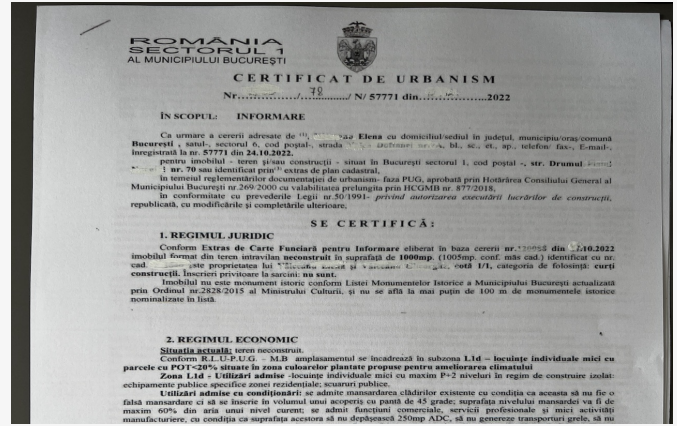 ROMÂNIA
SECTORUL 1
AL MUNICIPIULUI BUCUREŞTI
CERTIFICAT DE URBANISM
Nr............./...78........./ N/ 57771 din.............2022
ÎN SCOPUL: INFORMARE
Ca urmare a cererii adresate de (1), Elena cu domiciliul/sediul în judeţul, municipiu/oraş/comună
Bucureşti , satul-, sectorul 6, cod poştal-, strada bl., sc., et., ap., telefon/ fax-, E-mail-,
înregistrată la nr. 57771 din 24.10.2022.
pentru imobilul - teren şi/sau construcţii - situat în Bucureşti sectorul 1, cod poştal -, str. Drumul
nr. 70 sau identificat prin(3) extras de plan cadastral,
în temeiul reglementărilor documentaţiei de urbanism- faza PUG, aprobată prin Hotărârea Consiliului General al
Municipiului Bucureşti nr.269/2000 cu valabilitatea prelungita prin HCGMB nr. 877/2018,
în conformitate cu prevederile Legii nr.50/1991- privind autorizarea executării lucrărilor de construcţii,
republicată, cu modificările şi completările ulterioare,
SE CERTIFICĂ:
1. REGIMUL JURIDIC
Conform Extras de Carte Funciară pentru Informare eliberat în baza cererii nr. din .10.2022
imobilul format din teren intravilan neconstruit în suprafaţă de 1000mp. (1005mp. conf. măs cad.) identificat cu nr.
cad. este proprietatea lui cotă 1/1, categoria de folosinţă: curţi
construcţii. Înscrieri privitoare la sarcini: nu sunt.
Imobilul nu este monument istoric conform Listei Monumentelor Istorice a Municipiului Bucureşti actualizată
prin Ordinul nr.2828/2015 al Ministrului Culturii, şi nu se află la mai puţin de 100 m de monumentele istorice
nominalizate în listă.
2. REGIMUL ECONOMIC
Situaţia actuală: teren neconstruit.
Conform R.L.U-P.U.G. - M.B amplasamentul se încadrează în subzona L1d – locuinţe individuale mici cu
parcele cu POT<20% situate în zona culoarelor plantate propuse pentru ameliorarea climatului
Zona L1d - Utilizări admise -locuinţe individuale mici cu maxim P+2 niveluri în regim de construire izolat:
echipamente publice specifice zonei rezidenţiale; scuaruri publice.
Utilizări admise cu condiţionări: se admite mansardarea clădirilor existente cu condiţia ca aceasta să nu fie o
falsă mansardare ci să se înscrie în volumul unui acoperiş cu pantă de 45 grade; suprafaţa nivelului mansardei va fi de
maxim 60% din aria unui nivel curent; se admit funcţiuni comerciale, servicii profesionale şi mici activităţi
manufacturiere, cu condiţia ca suprafaţa acestora să nu depăşească 250mp ADC, să nu genereze transporturi grele, să nu